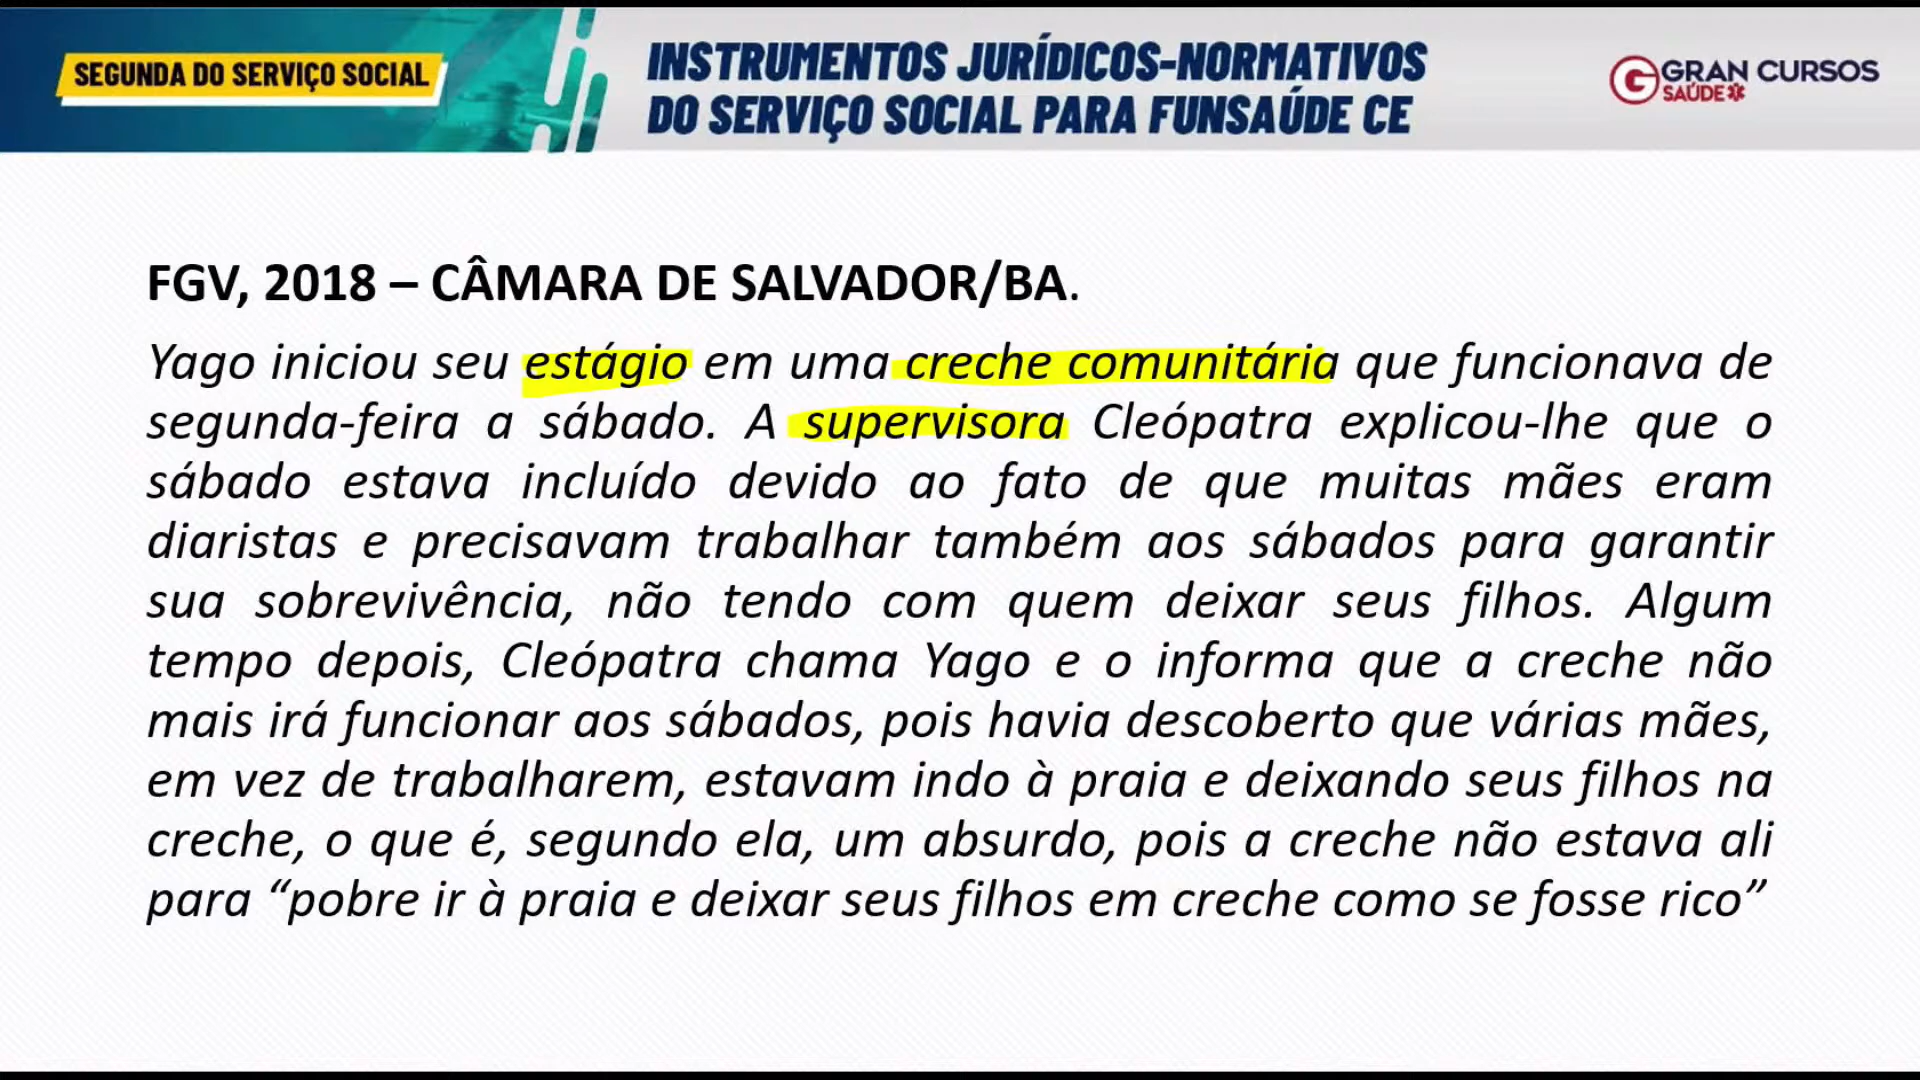 SEGUNDA DO SERVIÇO SOCIAL
INSTRUMENTOS JURÍDICOS-NORMATIVOS
DO SERVIÇO SOCIAL PARA FUNSAÚDE CE
GRAN CURSOS
SAÚDE
FGV, 2018 – CÂMARA DE SALVADOR/BA.
Yago iniciou seu estágio em uma creche comunitária que funcionava de
segunda-feira a sábado. A supervisora Cleópatra explicou-lhe que o
sábado estava incluído devido ao fato de que muitas mães eram
diaristas e precisavam trabalhar também aos sábados para garantir
sua sobrevivência, não tendo com quem deixar seus filhos. Algum
tempo depois, Cleópatra chama Yago e o informa que a creche não
mais irá funcionar aos sábados, pois havia descoberto que várias mães,
em vez de trabalharem, estavam indo à praia e deixando seus filhos na
creche, o que é, segundo ela, um absurdo, pois a creche não estava ali
para “pobre ir à praia e deixar seus filhos em creche como se fosse rico”